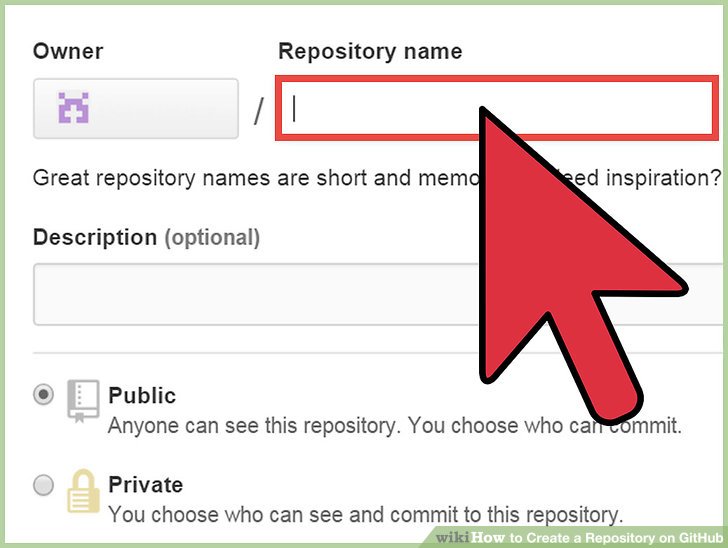 Owner Repository name
/
Great repository names are short and memo eed inspiration?
Description (optional)
Public
Anyone can see this repository. You choose who can commit.
Private
You choose who can see and commit to this repository.
wikiHow to Create a Repository on GitHub